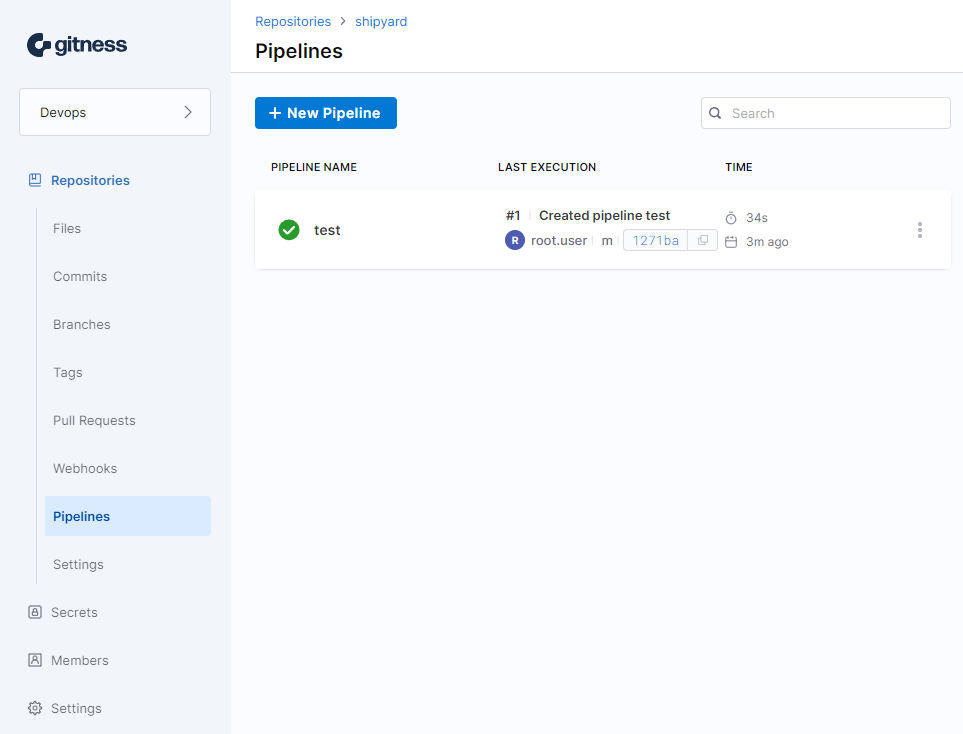 gitness
Devops
Repositories
Files
Commits
Branches
Tags
Pull Requests
Webhooks
Pipelines
Settings
Secrets
Members
Settings
Repositories > shipyard
Pipelines
+ New Pipeline
Search
PIPELINE NAME LAST EXECUTION TIME
test
#1 Created pipeline test
R root.user m 1271ba
34s
3m ago